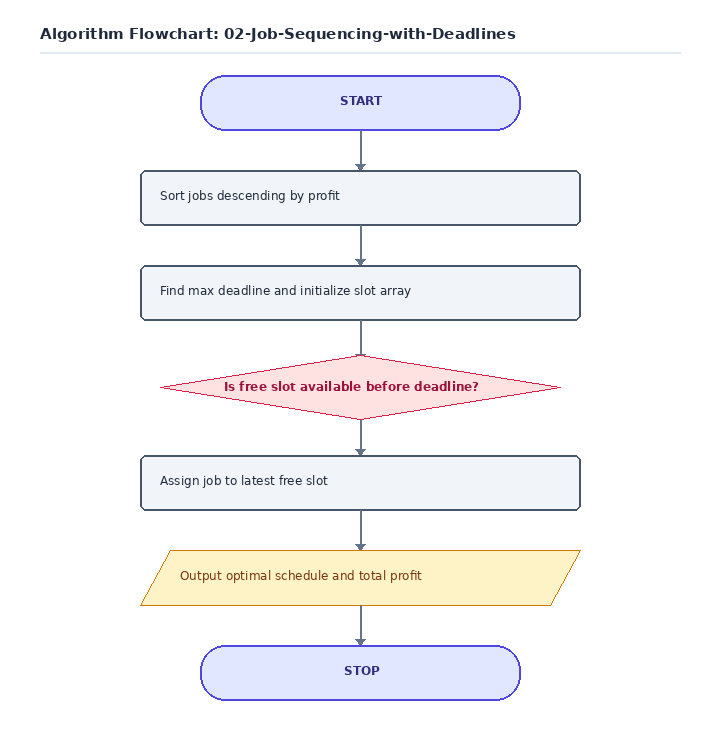 Algorithm Flowchart: 02-Job-Sequencing-with-Deadlines
START
Sort jobs descending by profit
Find max deadline and initialize slot array
Is free slot available before deadline?
Assign job to latest free slot
Output optimal schedule and total profit
STOP